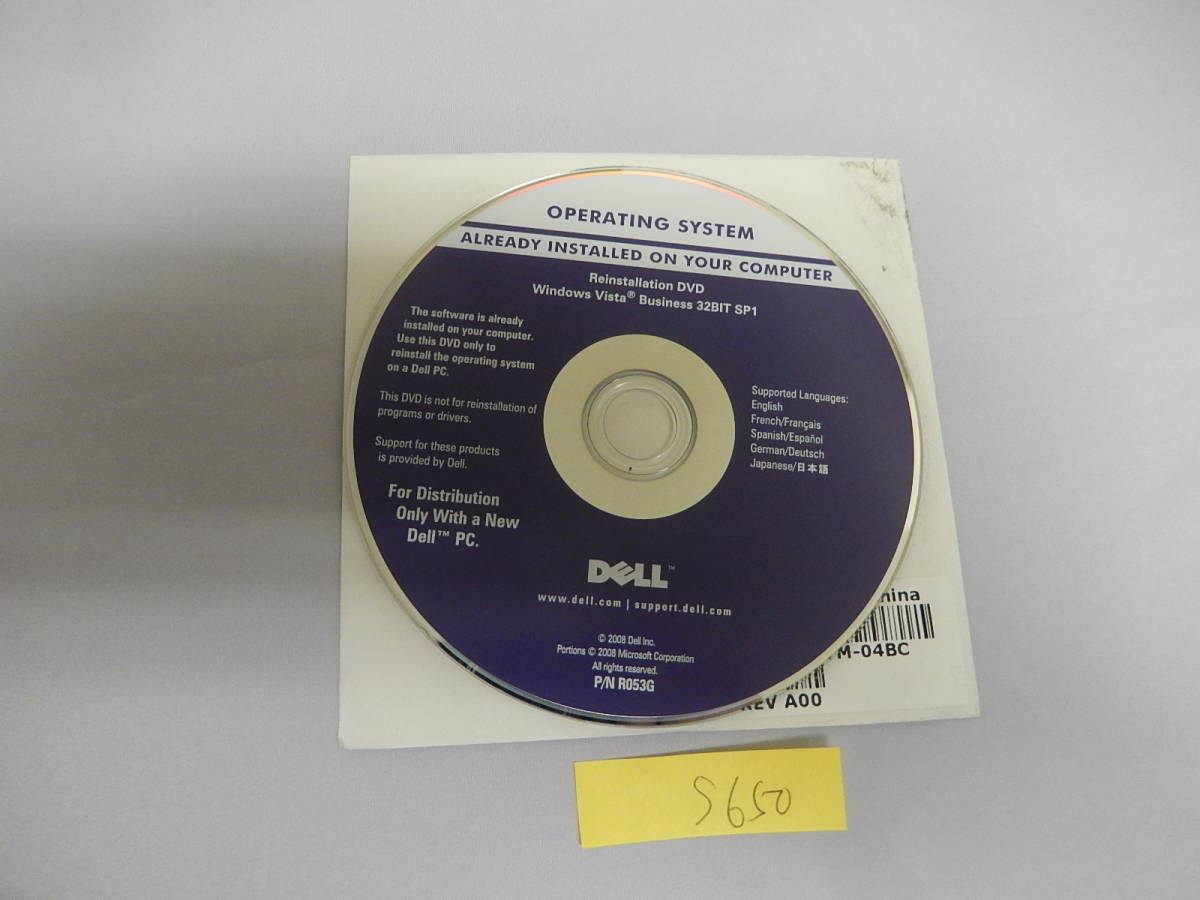 OPERATING SYSTEM
ALREADY INSTALLED ON YOUR COMPUTER
Reinstallation DVD
Windows Vista® Business 32BIT SP1
The software is already
installed on your computer.
Use this DVD only to
reinstall the operating system
on a Dell PC.
This DVD is not for reinstallation of
programs or drivers.
Support for these products
is provided by Dell.
For Distribution
Only With a New
Dell™ PC.
Supported Languages:
English
French/Français
Spanish/Español
German/Deutsch
Japanese/日本語
DELL™
www.dell.com | support.dell.com
© 2008 Dell Inc.
Portions © 2008 Microsoft Corporation
All rights reserved.
P/N R053G
M-04BC
A00
S950